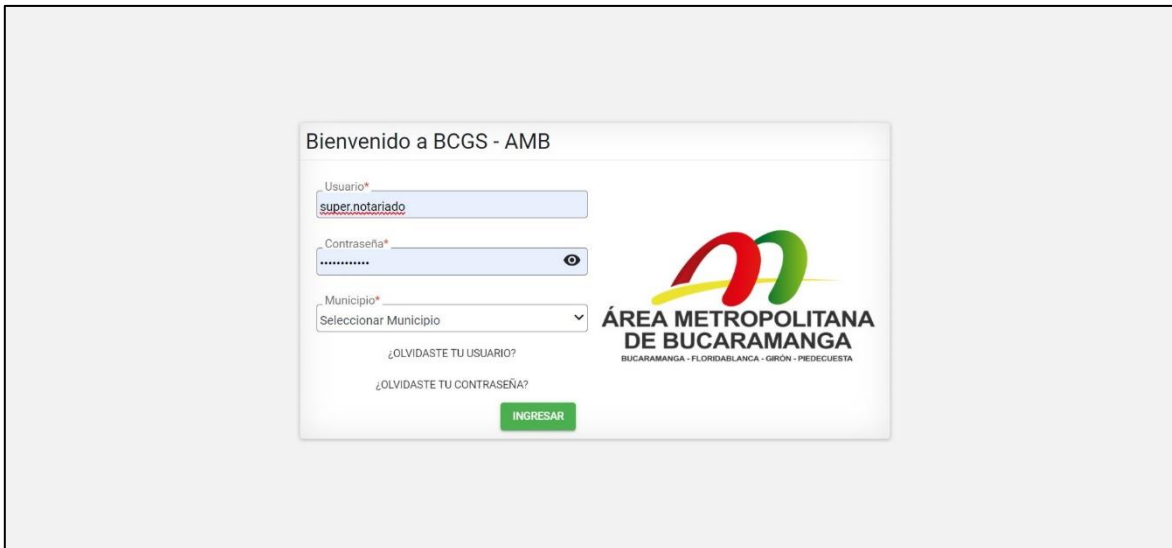 Bienvenido a BCGS - AMB
Usuario*
super.notariado
Contraseña*
••••••••••••
Municipio*
Seleccionar Municipio
¿OLVIDASTE TU USUARIO?
¿OLVIDASTE TU CONTRASEÑA?
INGRESAR
ÁREA METROPOLITANA
DE BUCARAMANGA
BUCARAMANGA - FLORIDABLANCA - GIRÓN - PIEDECUESTA